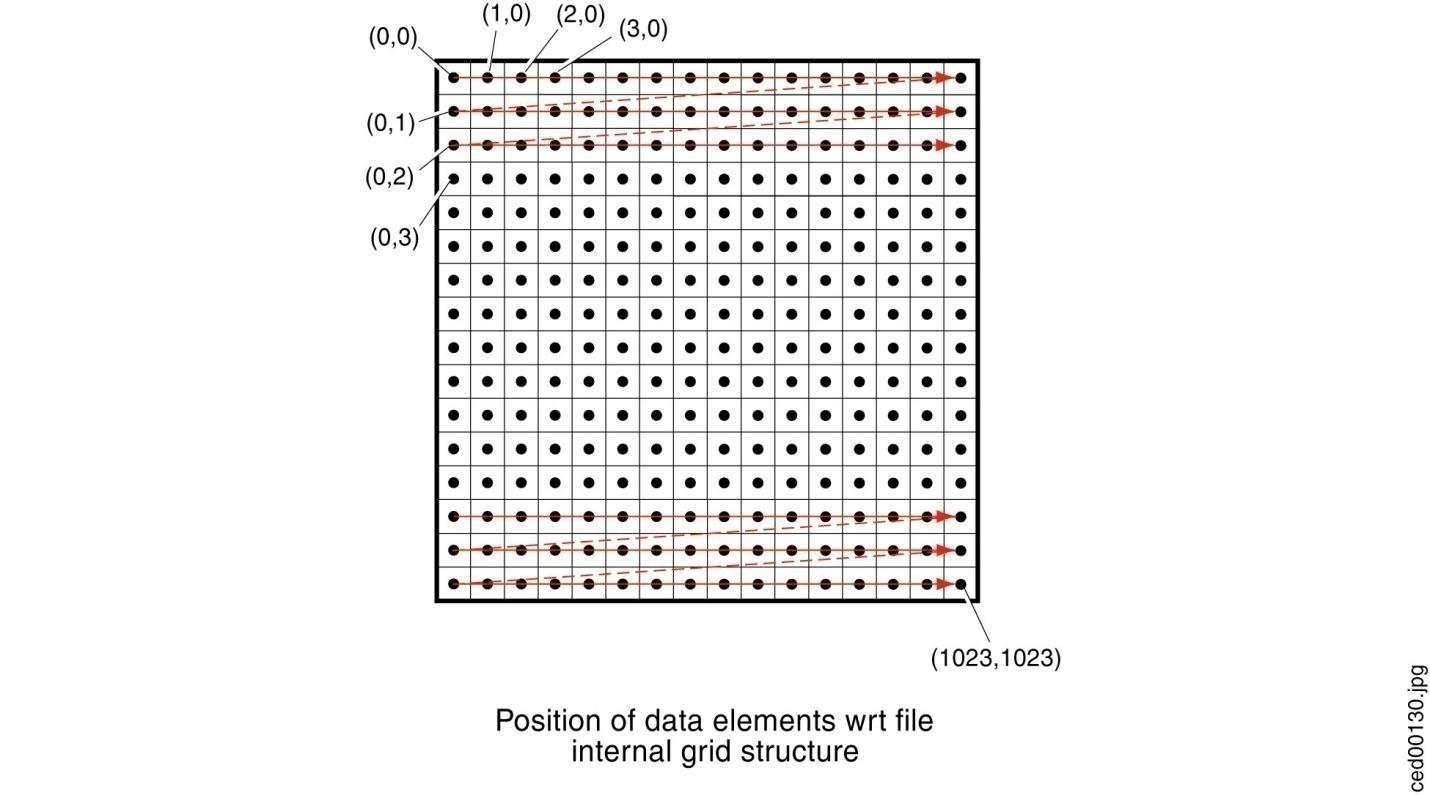 (1,0)
(2,0)
(3,0)
(0,0)
(0,1)
(0,2)
(0,3)
(1023,1023)
Position of data elements wrt file
internal grid structure
ced00130.jpg